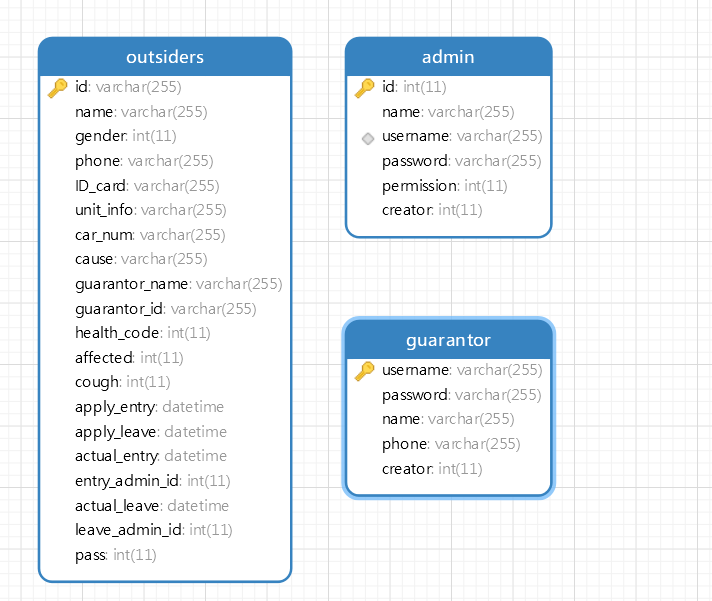 outsiders
id: varchar(255)
name: varchar(255)
gender: int(11)
phone: varchar(255)
ID_card: varchar(255)
unit_info: varchar(255)
car_num: varchar(255)
cause: varchar(255)
guarantor_name: varchar(255)
guarantor_id: varchar(255)
health_code: int(11)
affected: int(11)
cough: int(11)
apply_entry: datetime
apply_leave: datetime
actual_entry: datetime
entry_admin_id: int(11)
actual_leave: datetime
leave_admin_id: int(11)
pass: int(11)
admin
id: int(11)
name: varchar(255)
username: varchar(255)
password: varchar(255)
permission: int(11)
creator: int(11)
guarantor
username: varchar(255)
password: varchar(255)
name: varchar(255)
phone: varchar(255)
creator: int(11)